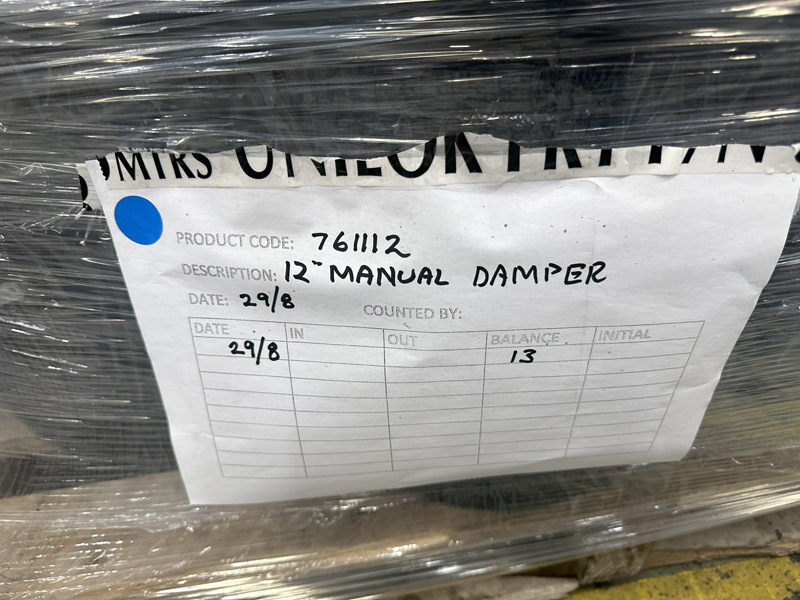 MTRS
PRODUCT CODE: 761112
DESCRIPTION: 12" MANUAL DAMPER
DATE: 29/8 COUNTED BY:
DATE IN OUT BALANCE INITIAL
29/8 13